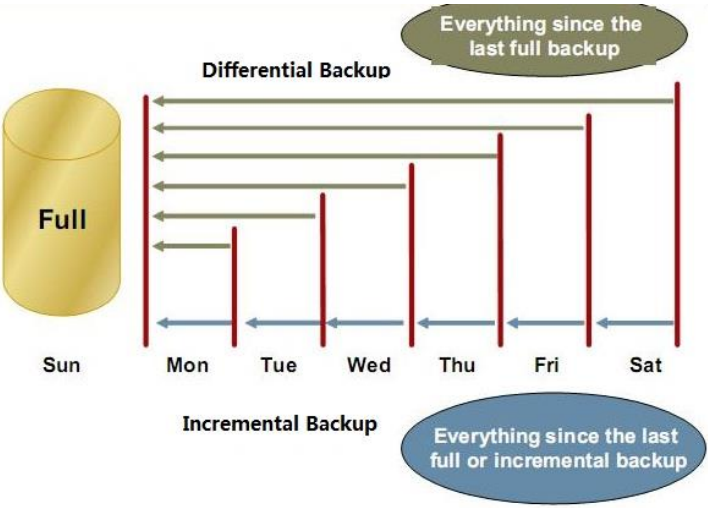 Everything since the
last full backup
Differential Backup
Full
Sun Mon Tue Wed Thu Fri Sat
Incremental Backup
Everything since the last
full or incremental backup